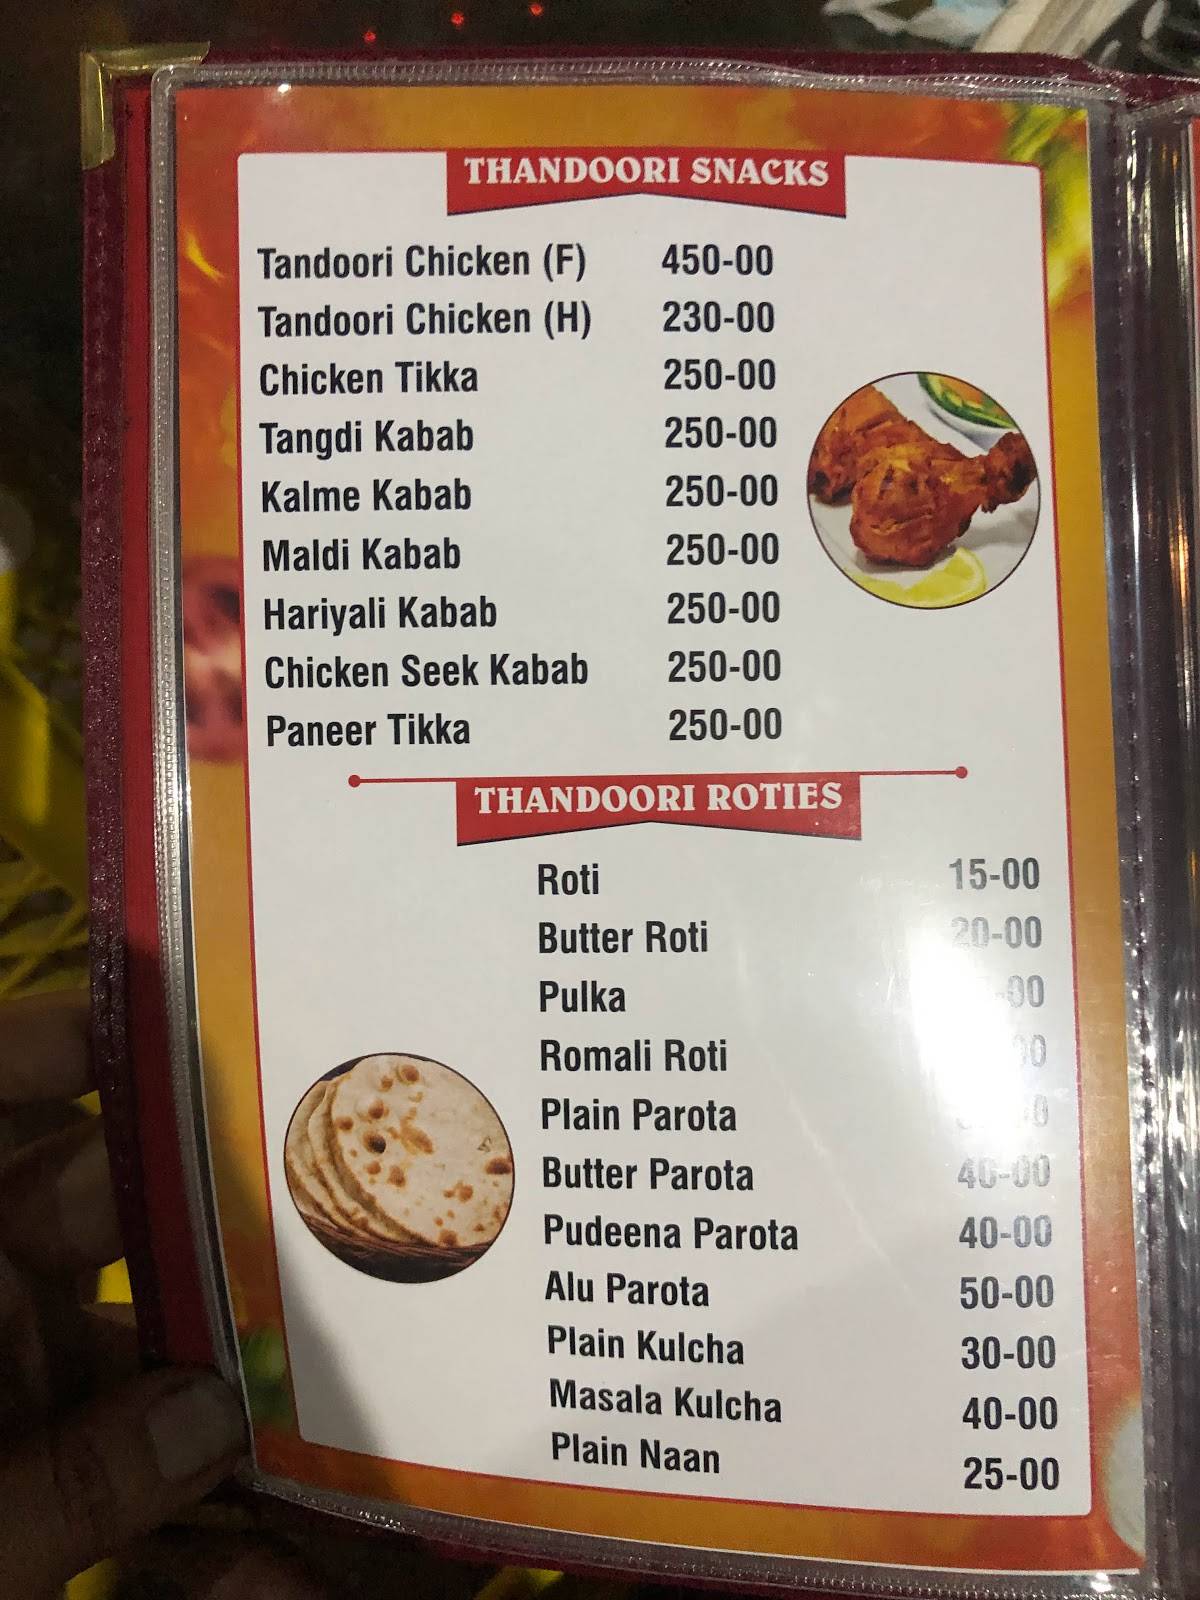 THANDOORI SNACKS
Tandoori Chicken (F) 450-00
Tandoori Chicken (H) 230-00
Chicken Tikka 250-00
Tangdi Kabab 250-00
Kalme Kabab 250-00
Maldi Kabab 250-00
Hariyali Kabab 250-00
Chicken Seek Kabab 250-00
Paneer Tikka 250-00
THANDOORI ROTIES
Roti 15-00
Butter Roti 20-00
Pulka
Romali Roti
Plain Parota
Butter Parota 40-00
Pudeena Parota 40-00
Alu Parota 50-00
Plain Kulcha 30-00
Masala Kulcha 40-00
Plain Naan 25-00